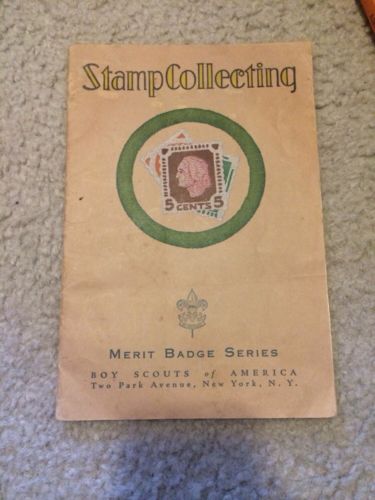 Stamp Collecting
5 CENTS 5
MERIT BADGE SERIES
BOY SCOUTS of AMERICA
Two Park Avenue, New York, N. Y.